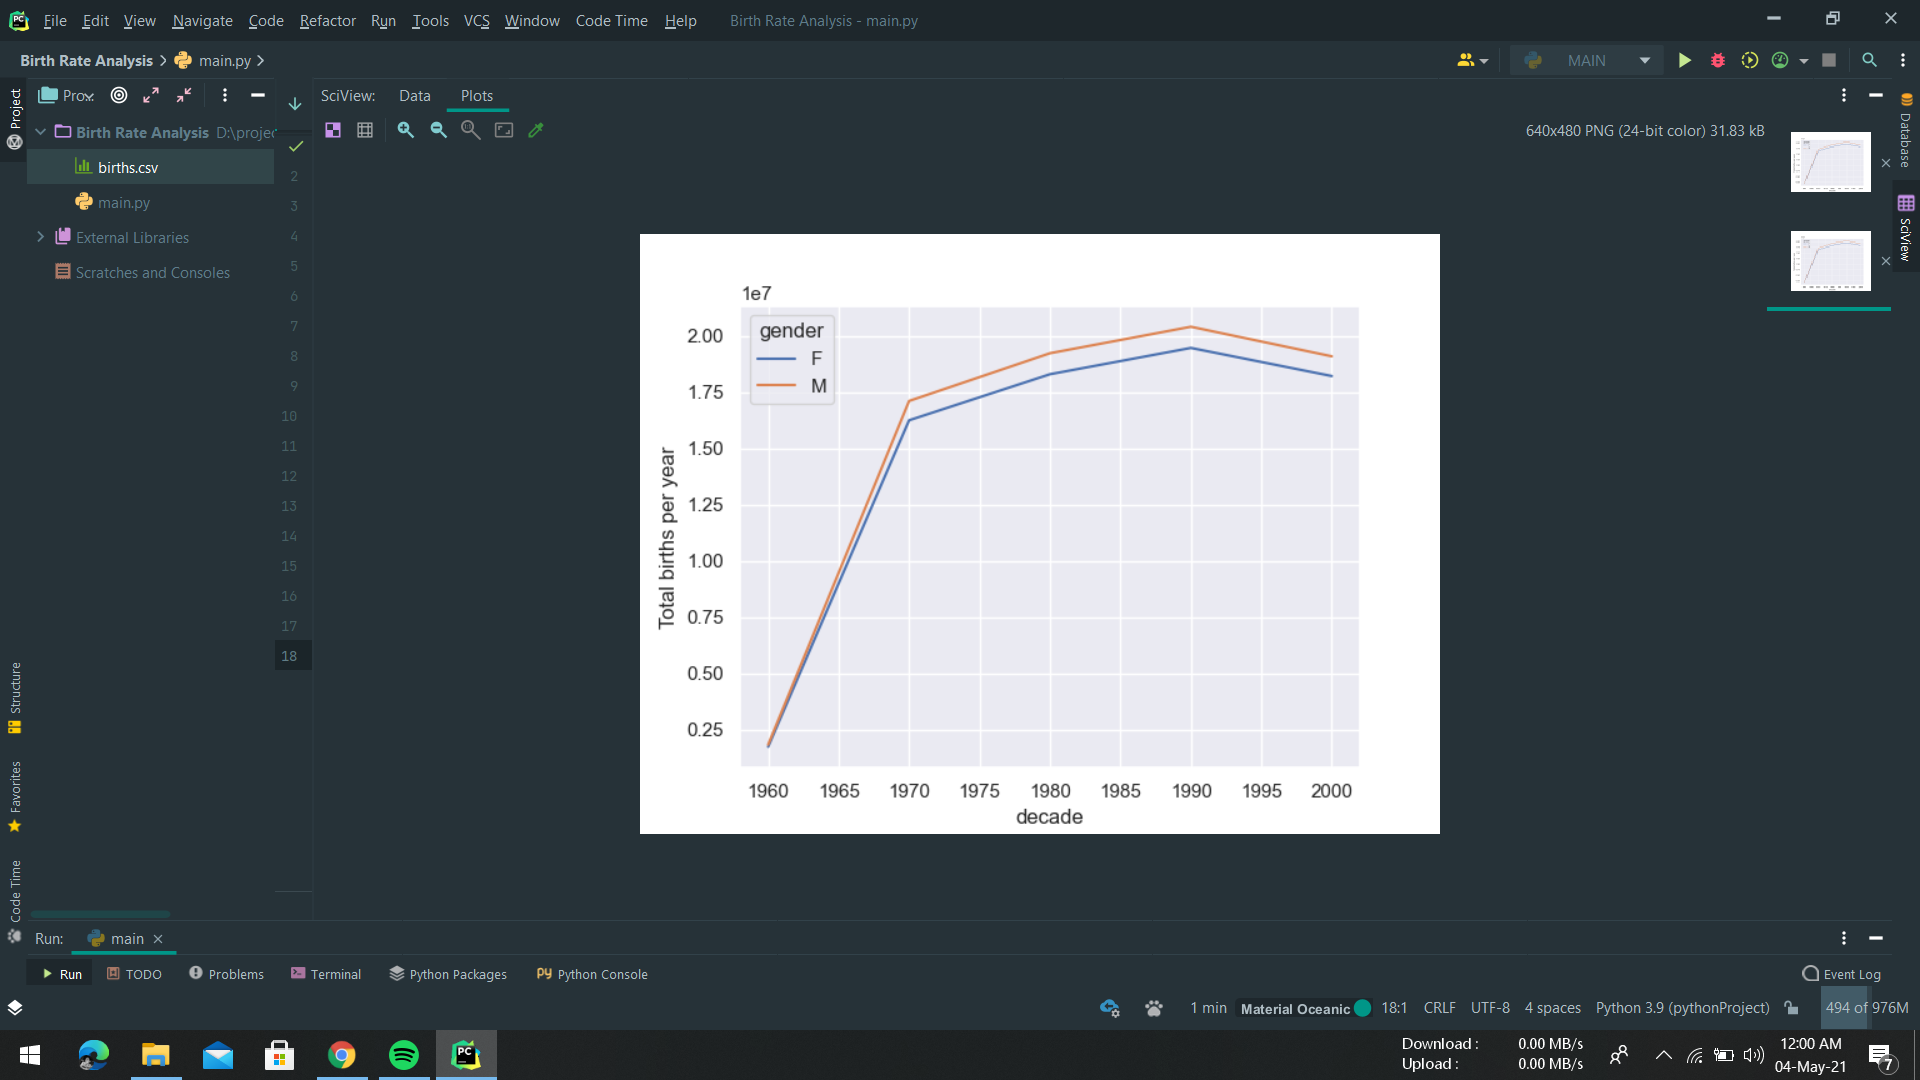 File Edit View Navigate Code Refactor Run Tools VCS Window Code Time Help Birth Rate Analysis - main.py
Birth Rate Analysis main.py MAIN
Project
Pro..
Birth Rate Analysis D:\projec
births.csv
main.py
External Libraries
Scratches and Consoles
2
3
4
5
6
7
8
9
10
11
12
13
14
15
16
17
18
SciView: Data Plots
640x480 PNG (24-bit color) 31.83 kB
Database
SciView
1e7
gender
F
M
2.00
1.75
1.50
1.25
1.00
0.75
0.50
0.25
Total births per year
1960 1965 1970 1975 1980 1985 1990 1995 2000
decade
Structure
Favorites
Code Time
Run: main
Run TODO Problems Terminal Python Packages Python Console Event Log
1 min Material Oceanic 18:1 CRLF UTF-8 4 spaces Python 3.9 (pythonProject) 494 of 976M
PC
Download : 0.00 MB/s
Upload : 0.00 MB/s
12:00 AM
04-May-21
7